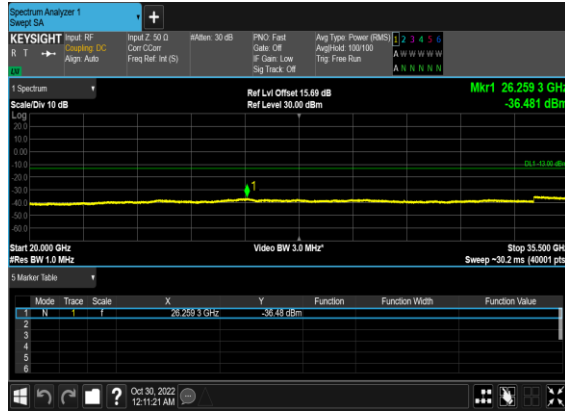 Spectrum Analyzer 1
Swept SA
+
KEYSIGHT Input: RF Input Z: 50 Ω #Atten: 30 dB PNO: Fast Avg Type: Power (RMS) 1 2 3 4 5 6
R T Coupling: DC Corr CCorr Gate: Off Avg|Hold: 100/100 A W W W W W
Align: Auto Freq Ref: Int (S) IF Gain: Low Trig: Free Run
Sig Track: Off A N N N N N
1 Spectrum Ref Lvl Offset 15.69 dB Mkr1 26.259 3 GHz
Scale/Div 10 dB Ref Level 30.00 dBm -36.481 dBm
Log
20.0
10.0
0.00
-10.0 DL1 -13.00 dBm
-20.0
-30.0 1
-40.0
-50.0
-60.0
Start 20.000 GHz Video BW 3.0 MHz* Stop 35.500 GHz
#Res BW 1.0 MHz Sweep ~30.2 ms (40001 pts)
5 Marker Table
Mode Trace Scale X Y Function Function Width Function Value
1 N 1 f 26.259 3 GHz -36.48 dBm
2
3
4
5
6
? Oct 30, 2022
12:11:21 AM